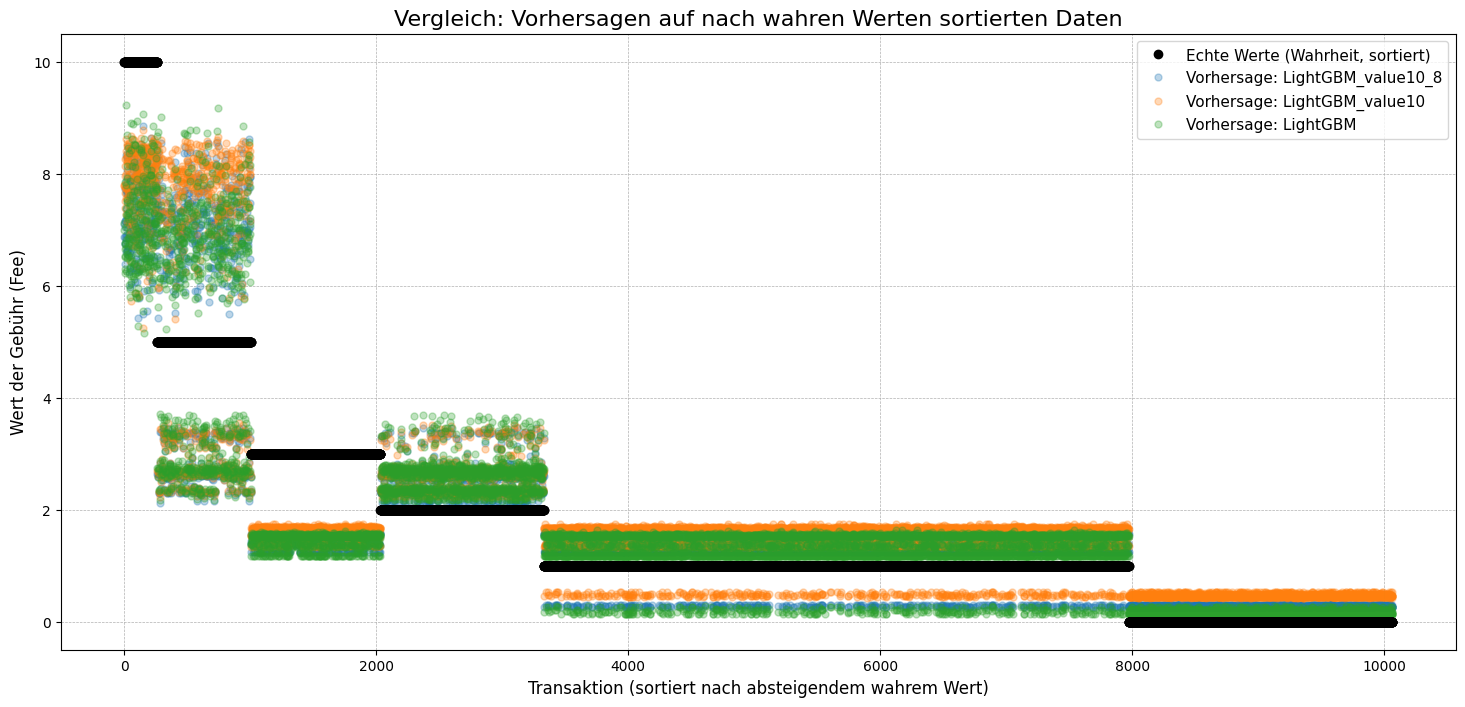 Vergleich: Vorhersagen auf nach wahren Werten sortierten Daten
Echte Werte (Wahrheit, sortiert)
Vorhersage: LightGBM_value10_8
Vorhersage: LightGBM_value10
Vorhersage: LightGBM
Wert der Gebühr (Fee)
10
8
6
4
2
0
0 2000 4000 6000 8000 10000
Transaktion (sortiert nach absteigendem wahrem Wert)